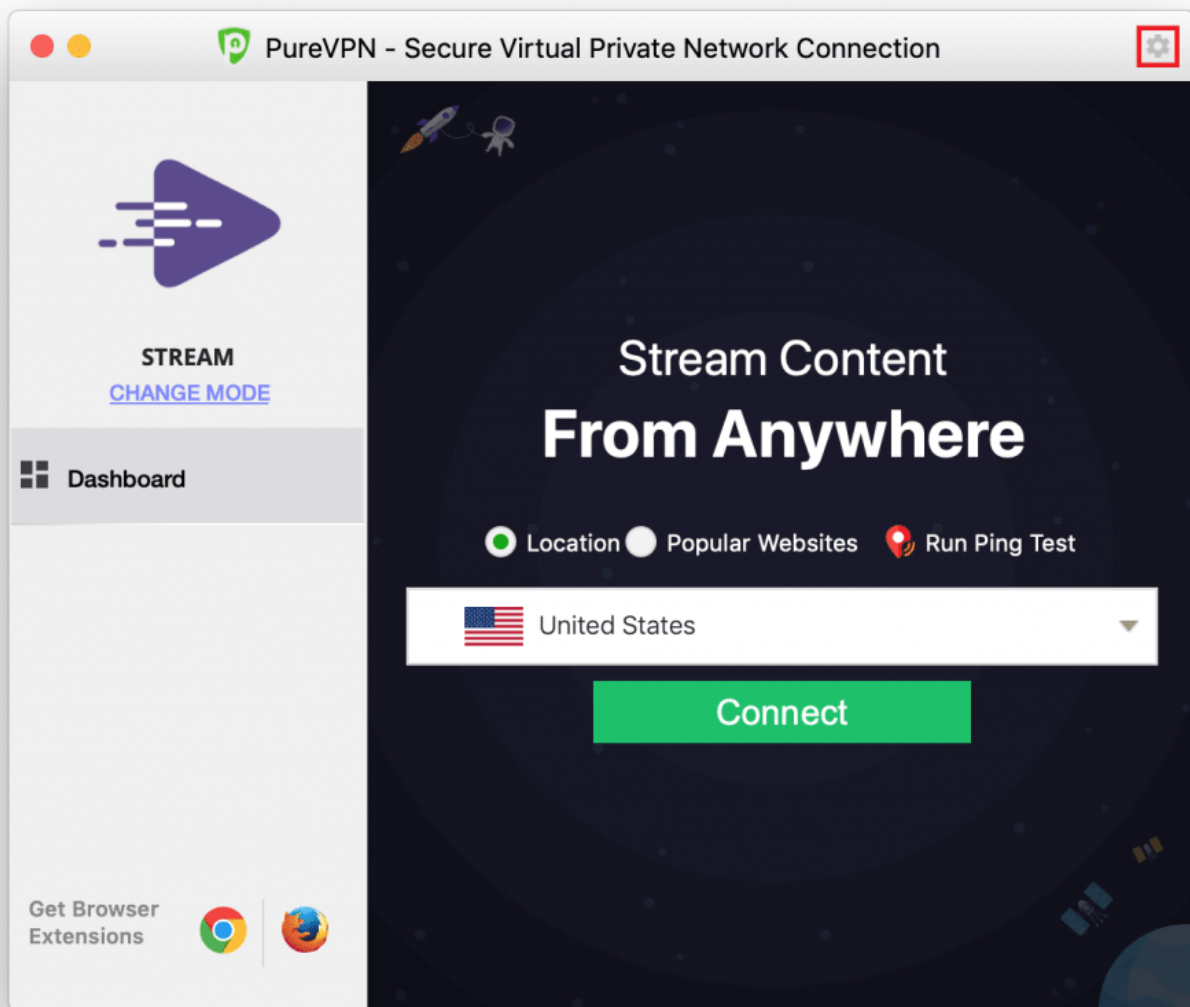 PureVPN - Secure Virtual Private Network Connection
STREAM
CHANGE MODE
Dashboard
Get Browser
Extensions
Stream Content
From Anywhere
Location Popular Websites Run Ping Test
United States
Connect